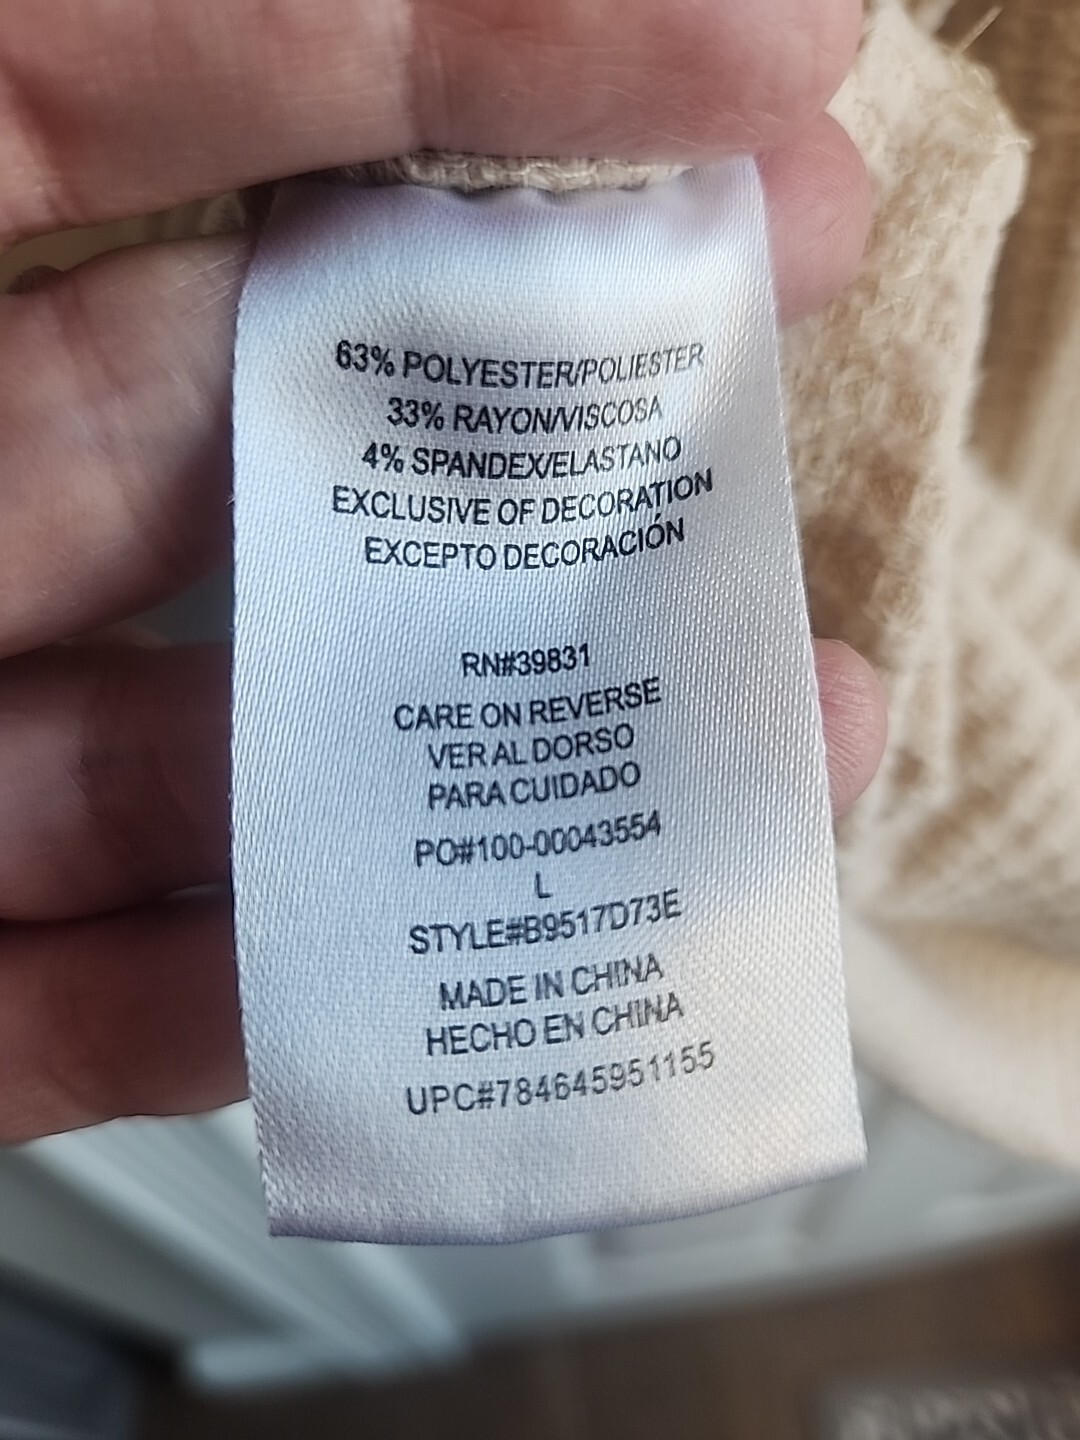 63% POLYESTER/POLIESTER
33% RAYON/VISCOSA
4% SPANDEX/ELASTANO
EXCLUSIVE OF DECORATION
EXCEPTO DECORACIÓN
RN#39831
CARE ON REVERSE
VER AL DORSO
PARA CUIDADO
PO#100-00043554
L
STYLE#B9517D73E
MADE IN CHINA
HECHO EN CHINA
UPC#784645951155